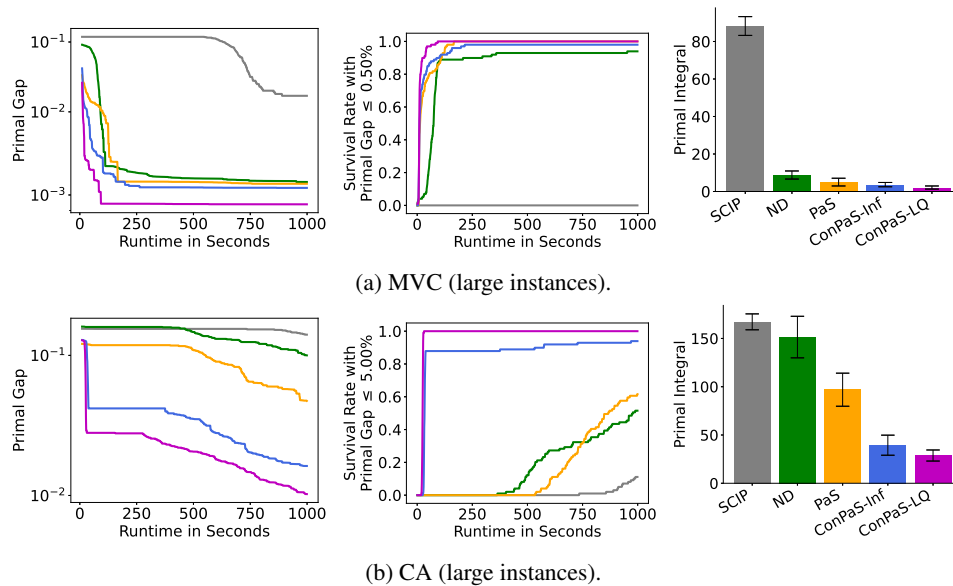 10⁻¹
10⁻²
10⁻³
Primal Gap
0
250
500
750
1000
Runtime in Seconds
Survival Rate with
Primal Gap ≤ 0.50%
1.0
0.8
0.6
0.4
0.2
0.0
0
250
500
750
1000
Runtime in Seconds
Primal Integral
80
60
40
20
0
SCIP
ND
PaS
ConPaS-Inf
ConPaS-LQ
(a) MVC (large instances).
10⁻¹
10⁻²
Primal Gap
0
250
500
750
1000
Runtime in Seconds
Survival Rate with
Primal Gap ≤ 5.00%
1.0
0.8
0.6
0.4
0.2
0.0
0
250
500
750
1000
Runtime in Seconds
Primal Integral
150
100
50
0
SCIP
ND
PaS
ConPaS-Inf
ConPaS-LQ
(b) CA (large instances).